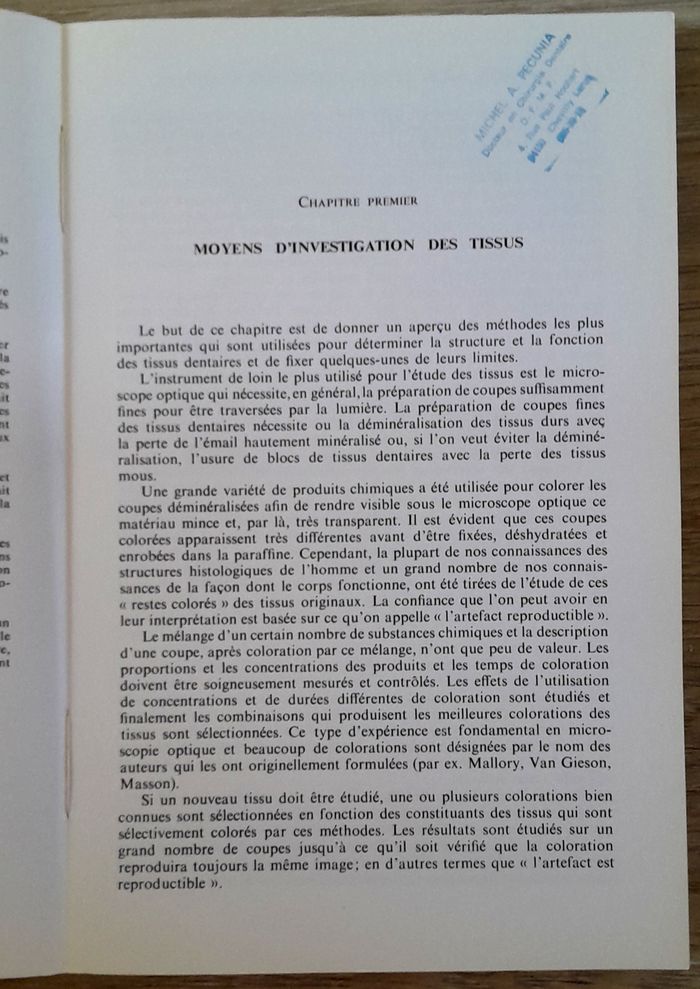 MICHEL A. PECUNIA
Docteur en Chirurgie Dentaire
D. F. M. P.
4, Rue Paul
CHAPITRE PREMIER
MOYENS D'INVESTIGATION DES TISSUS
Le but de ce chapitre est de donner un aperçu des méthodes les plus
importantes qui sont utilisées pour déterminer la structure et la fonction
des tissus dentaires et de fixer quelques-unes de leurs limites.
L'instrument de loin le plus utilisé pour l'étude des tissus est le micro-
scope optique qui nécessite, en général, la préparation de coupes suffisamment
fines pour être traversées par la lumière. La préparation de coupes fines
des tissus dentaires nécessite ou la déminéralisation des tissus durs avec
la perte de l'émail hautement minéralisé ou, si l'on veut éviter la déminé-
ralisation, l'usure de blocs de tissus dentaires avec la perte des tissus
mous.
Une grande variété de produits chimiques a été utilisée pour colorer les
coupes déminéralisées afin de rendre visible sous le microscope optique ce
matériau mince et, par là, très transparent. Il est évident que ces coupes
colorées apparaissent très différentes avant d'être fixées, déshydratées et
enrobées dans la paraffine. Cependant, la plupart de nos connaissances des
structures histologiques de l'homme et un grand nombre de nos connais-
sances de la façon dont le corps fonctionne, ont été tirées de l'étude de ces
« restes colorés » des tissus originaux. La confiance que l'on peut avoir en
leur interprétation est basée sur ce qu'on appelle « l'artefact reproductible ».
Le mélange d'un certain nombre de substances chimiques et la description
d'une coupe, après coloration par ce mélange, n'ont que peu de valeur. Les
proportions et les concentrations des produits et les temps de coloration
doivent être soigneusement mesurés et contrôlés. Les effets de l'utilisation
de concentrations et de durées différentes de coloration sont étudiés et
finalement les combinaisons qui produisent les meilleures colorations des
tissus sont sélectionnées. Ce type d'expérience est fondamental en micro-
scopie optique et beaucoup de colorations sont désignées par le nom des
auteurs qui les ont originellement formulées (par ex. Mallory, Van Gieson,
Masson).
Si un nouveau tissu doit être étudié, une ou plusieurs colorations bien
connues sont sélectionnées en fonction des constituants des tissus qui sont
sélectivement colorés par ces méthodes. Les résultats sont étudiés sur un
grand nombre de coupes jusqu'à ce qu'il soit vérifié que la coloration
reproduira toujours la même image; en d'autres termes que « l'artefact est
reproductible ».